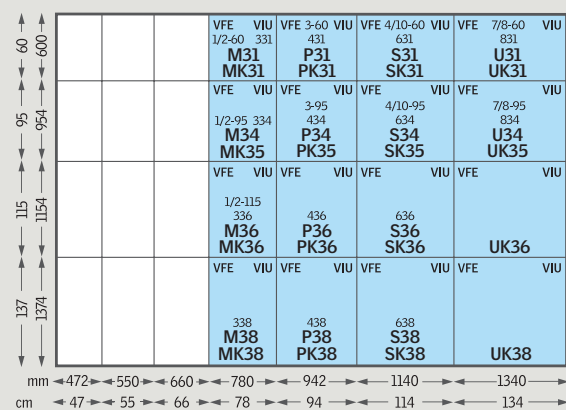 60 600 VFE VIU VFE 3-60 VIU VFE 4/10-60 VIU VFE 7/8-60 VIU
1/2-60 331 431 631 831
M31 P31 S31 U31
MK31 PK31 SK31 UK31
95 954 VFE VIU VFE VIU VFE VIU VFE VIU
3-95 4/10-95 7/8-95
1/2-95 334 434 634 834
M34 P34 S34 U34
MK35 PK35 SK35 UK35
115 1154 VFE VIU VFE VIU VFE VIU VFE VIU
1/2-115
336 436 636
M36 P36 S36
MK36 PK36 SK36 UK36
137 1374 VFE VIU VFE VIU VFE VIU VFE VIU
338 438 638
M38 P38 S38
MK38 PK38 SK38 UK38
mm 472 550 660 780 942 1140 1340
cm 47 55 66 78 94 114 134